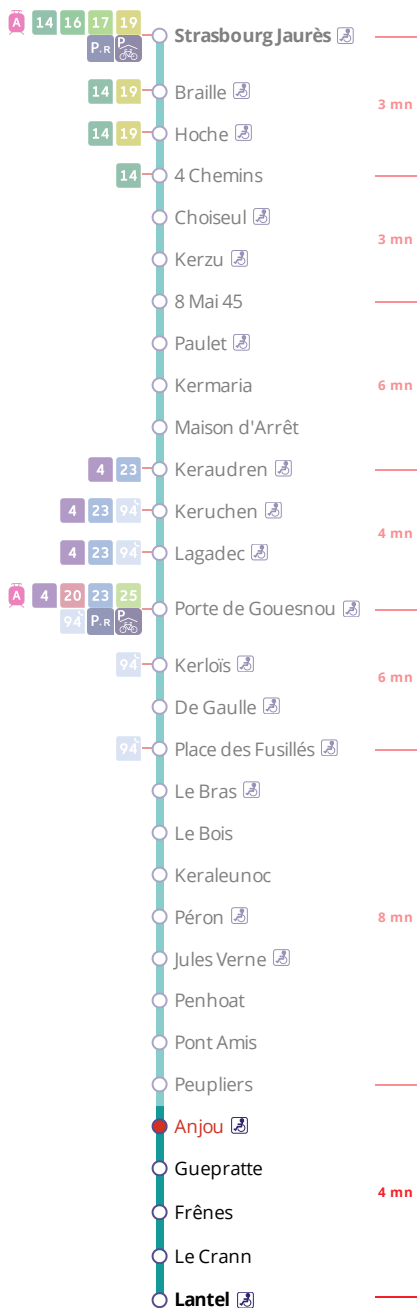 A 14 16 17 19 Strasbourg Jaurès
P+R P
14 19 Braille
3 mn
14 19 Hoche
14 4 Chemins
Choiseul
3 mn
Kerzu
8 Mai 45
Paulet
Kermaria 6 mn
Maison d'Arrêt
4 23 Keraudren
4 23 94 Keruchen
4 mn
4 23 94 Lagadec
A 4 20 23 25
Porte de Gouesnou
94 P+R P
94 Kerloïs
6 mn
De Gaulle
94 Place des Fusillés
Le Bras
Le Bois
Keraleunoc
Péron 8 mn
Jules Verne
Penhoat
Pont Amis
Peupliers
Anjou
Guepratte
4 mn
Frênes
Le Crann
Lantel